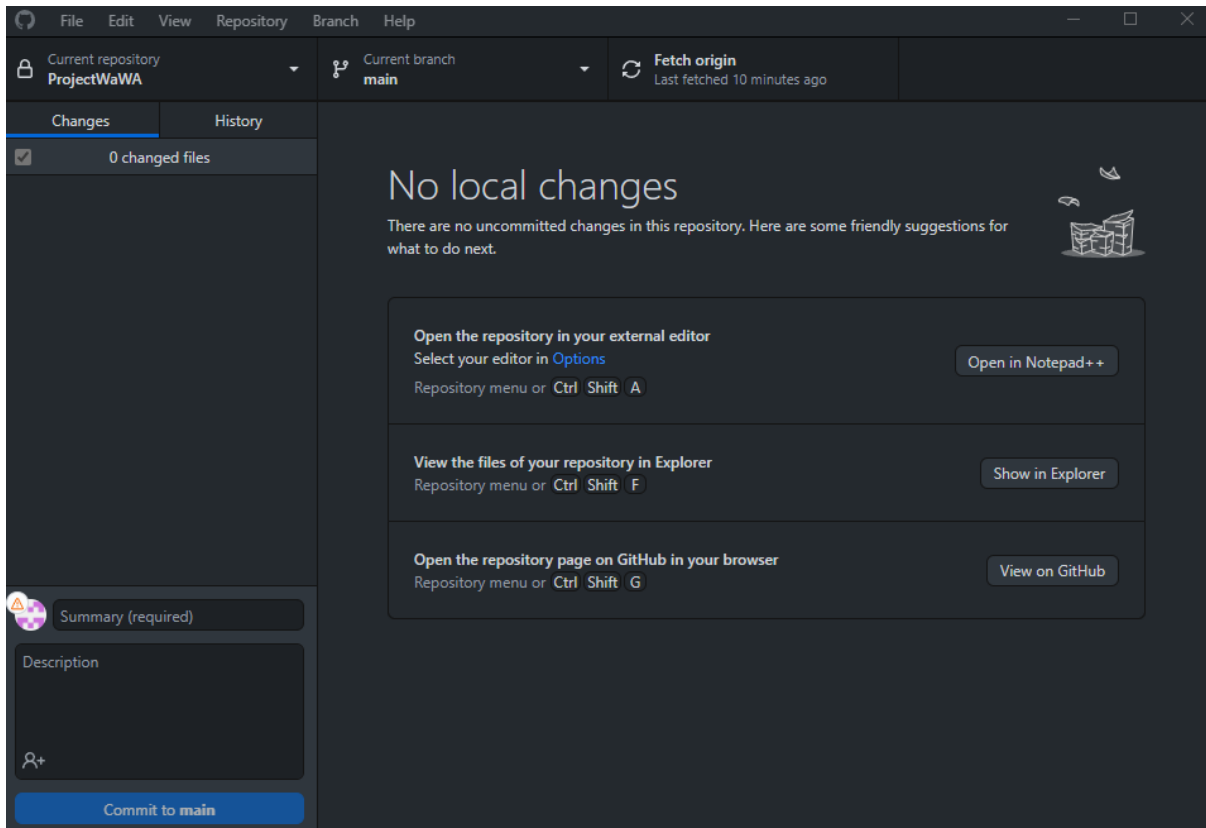 File Edit View Repository Branch Help
Current repository
ProjectWaWA
Current branch
main
Fetch origin
Last fetched 10 minutes ago
Changes
History
0 changed files
No local changes
There are no uncommitted changes in this repository. Here are some friendly suggestions for
what to do next.
Open the repository in your external editor
Select your editor in Options
Repository menu or Ctrl Shift A
Open in Notepad++
View the files of your repository in Explorer
Repository menu or Ctrl Shift F
Show in Explorer
Open the repository page on GitHub in your browser
Repository menu or Ctrl Shift G
View on GitHub
Summary (required)
Description
Commit to main